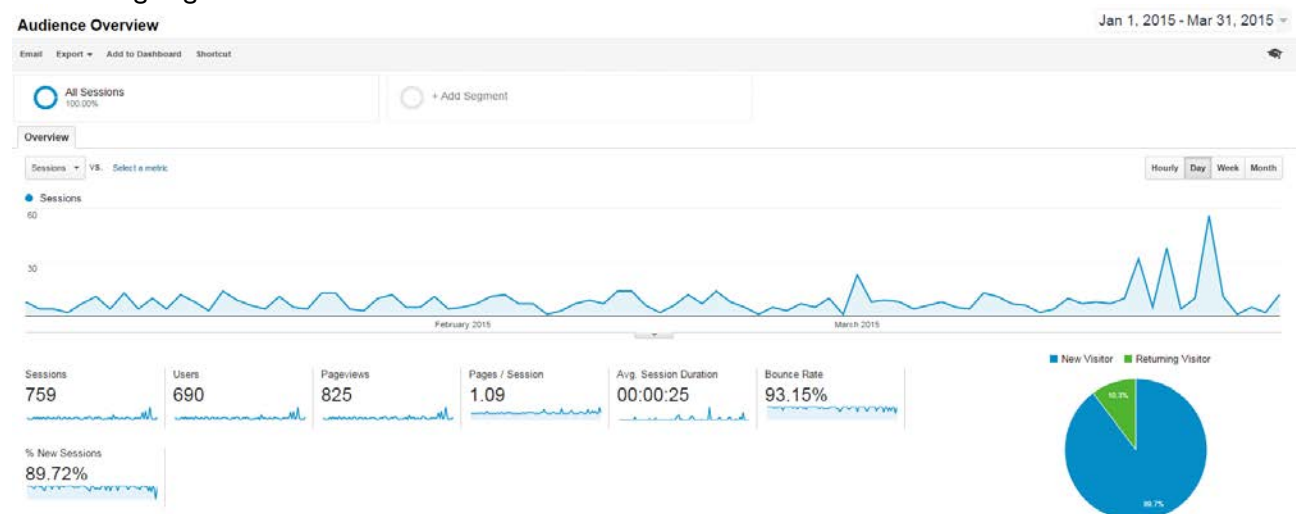 Audience Overview
Jan 1, 2015 - Mar 31, 2015
Email Export Add to Dashboard Shortcut
All Sessions
100.00%
+ Add Segment
Overview
Sessions VS. Select a metric
Hourly Day Week Month
Sessions
60
30
February 2015 March 2015
New Visitor Returning Visitor
Sessions Users Pageviews Pages / Session Avg. Session Duration Bounce Rate
759 690 825 1.09 00:00:25 93.15%
10.3%
% New Sessions
89.72%
89.7%